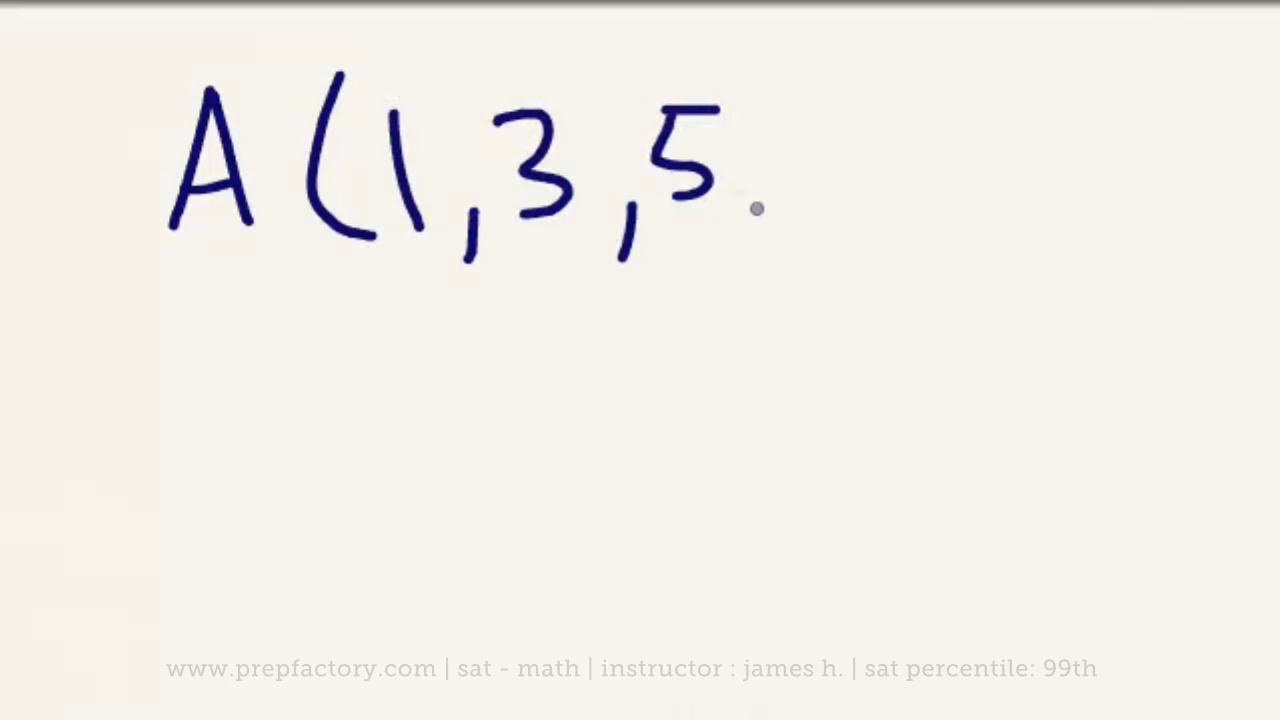 A (1,3,5
www.prepfactory.com | sat - math | instructor : james h. | sat percentile: 99th